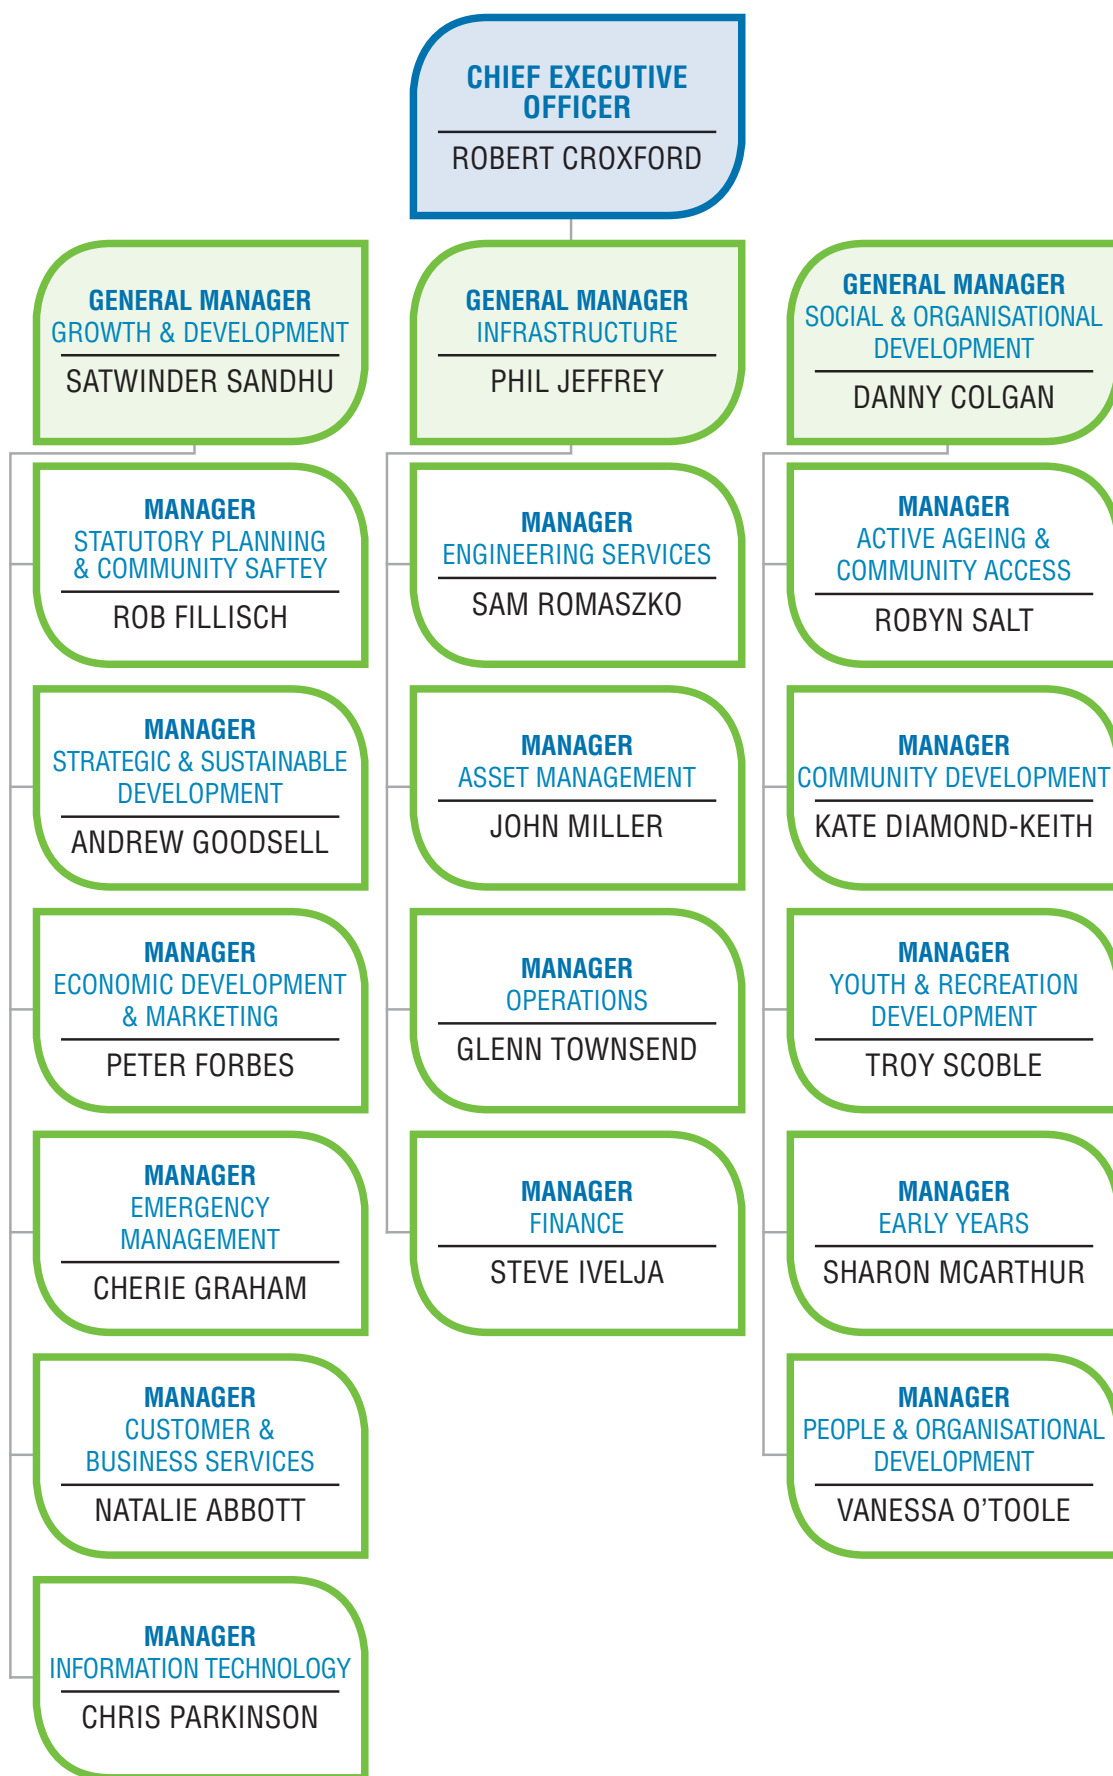 CHIEF EXECUTIVE
OFFICER
ROBERT CROXFORD
GENERAL MANAGER
GROWTH & DEVELOPMENT
SATWINDER SANDHU
MANAGER
STATUTORY PLANNING
& COMMUNITY SAFTEY
ROB FILLISCH
MANAGER
STRATEGIC & SUSTAINABLE
DEVELOPMENT
ANDREW GOODSELL
MANAGER
ECONOMIC DEVELOPMENT
& MARKETING
PETER FORBES
MANAGER
EMERGENCY
MANAGEMENT
CHERIE GRAHAM
MANAGER
CUSTOMER &
BUSINESS SERVICES
NATALIE ABBOTT
MANAGER
INFORMATION TECHNOLOGY
CHRIS PARKINSON
GENERAL MANAGER
INFRASTRUCTURE
PHIL JEFFREY
MANAGER
ENGINEERING SERVICES
SAM ROMASZKO
MANAGER
ASSET MANAGEMENT
JOHN MILLER
MANAGER
OPERATIONS
GLENN TOWNSEND
MANAGER
FINANCE
STEVE IVELJA
GENERAL MANAGER
SOCIAL & ORGANISATIONAL
DEVELOPMENT
DANNY COLGAN
MANAGER
ACTIVE AGEING &
COMMUNITY ACCESS
ROBYN SALT
MANAGER
COMMUNITY DEVELOPMENT
KATE DIAMOND-KEITH
MANAGER
YOUTH & RECREATION
DEVELOPMENT
TROY SCOBLE
MANAGER
EARLY YEARS
SHARON MCARTHUR
MANAGER
PEOPLE & ORGANISATIONAL
DEVELOPMENT
VANESSA O’TOOLE